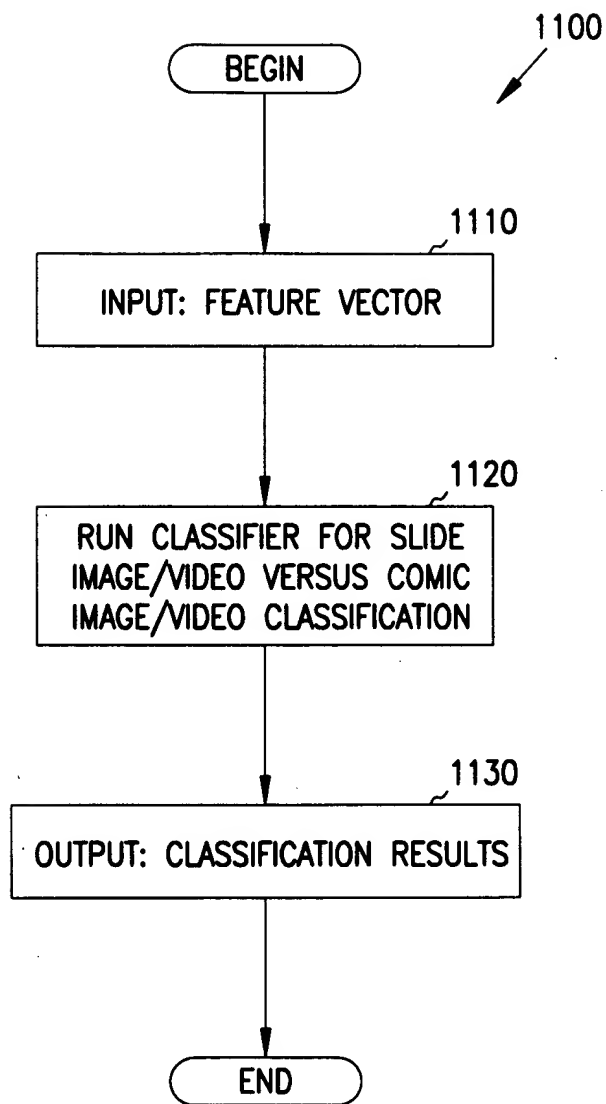 1100
BEGIN
1110
INPUT: FEATURE VECTOR
1120
RUN CLASSIFIER FOR SLIDE
IMAGE/VIDEO VERSUS COMIC
IMAGE/VIDEO CLASSIFICATION
1130
OUTPUT: CLASSIFICATION RESULTS
END